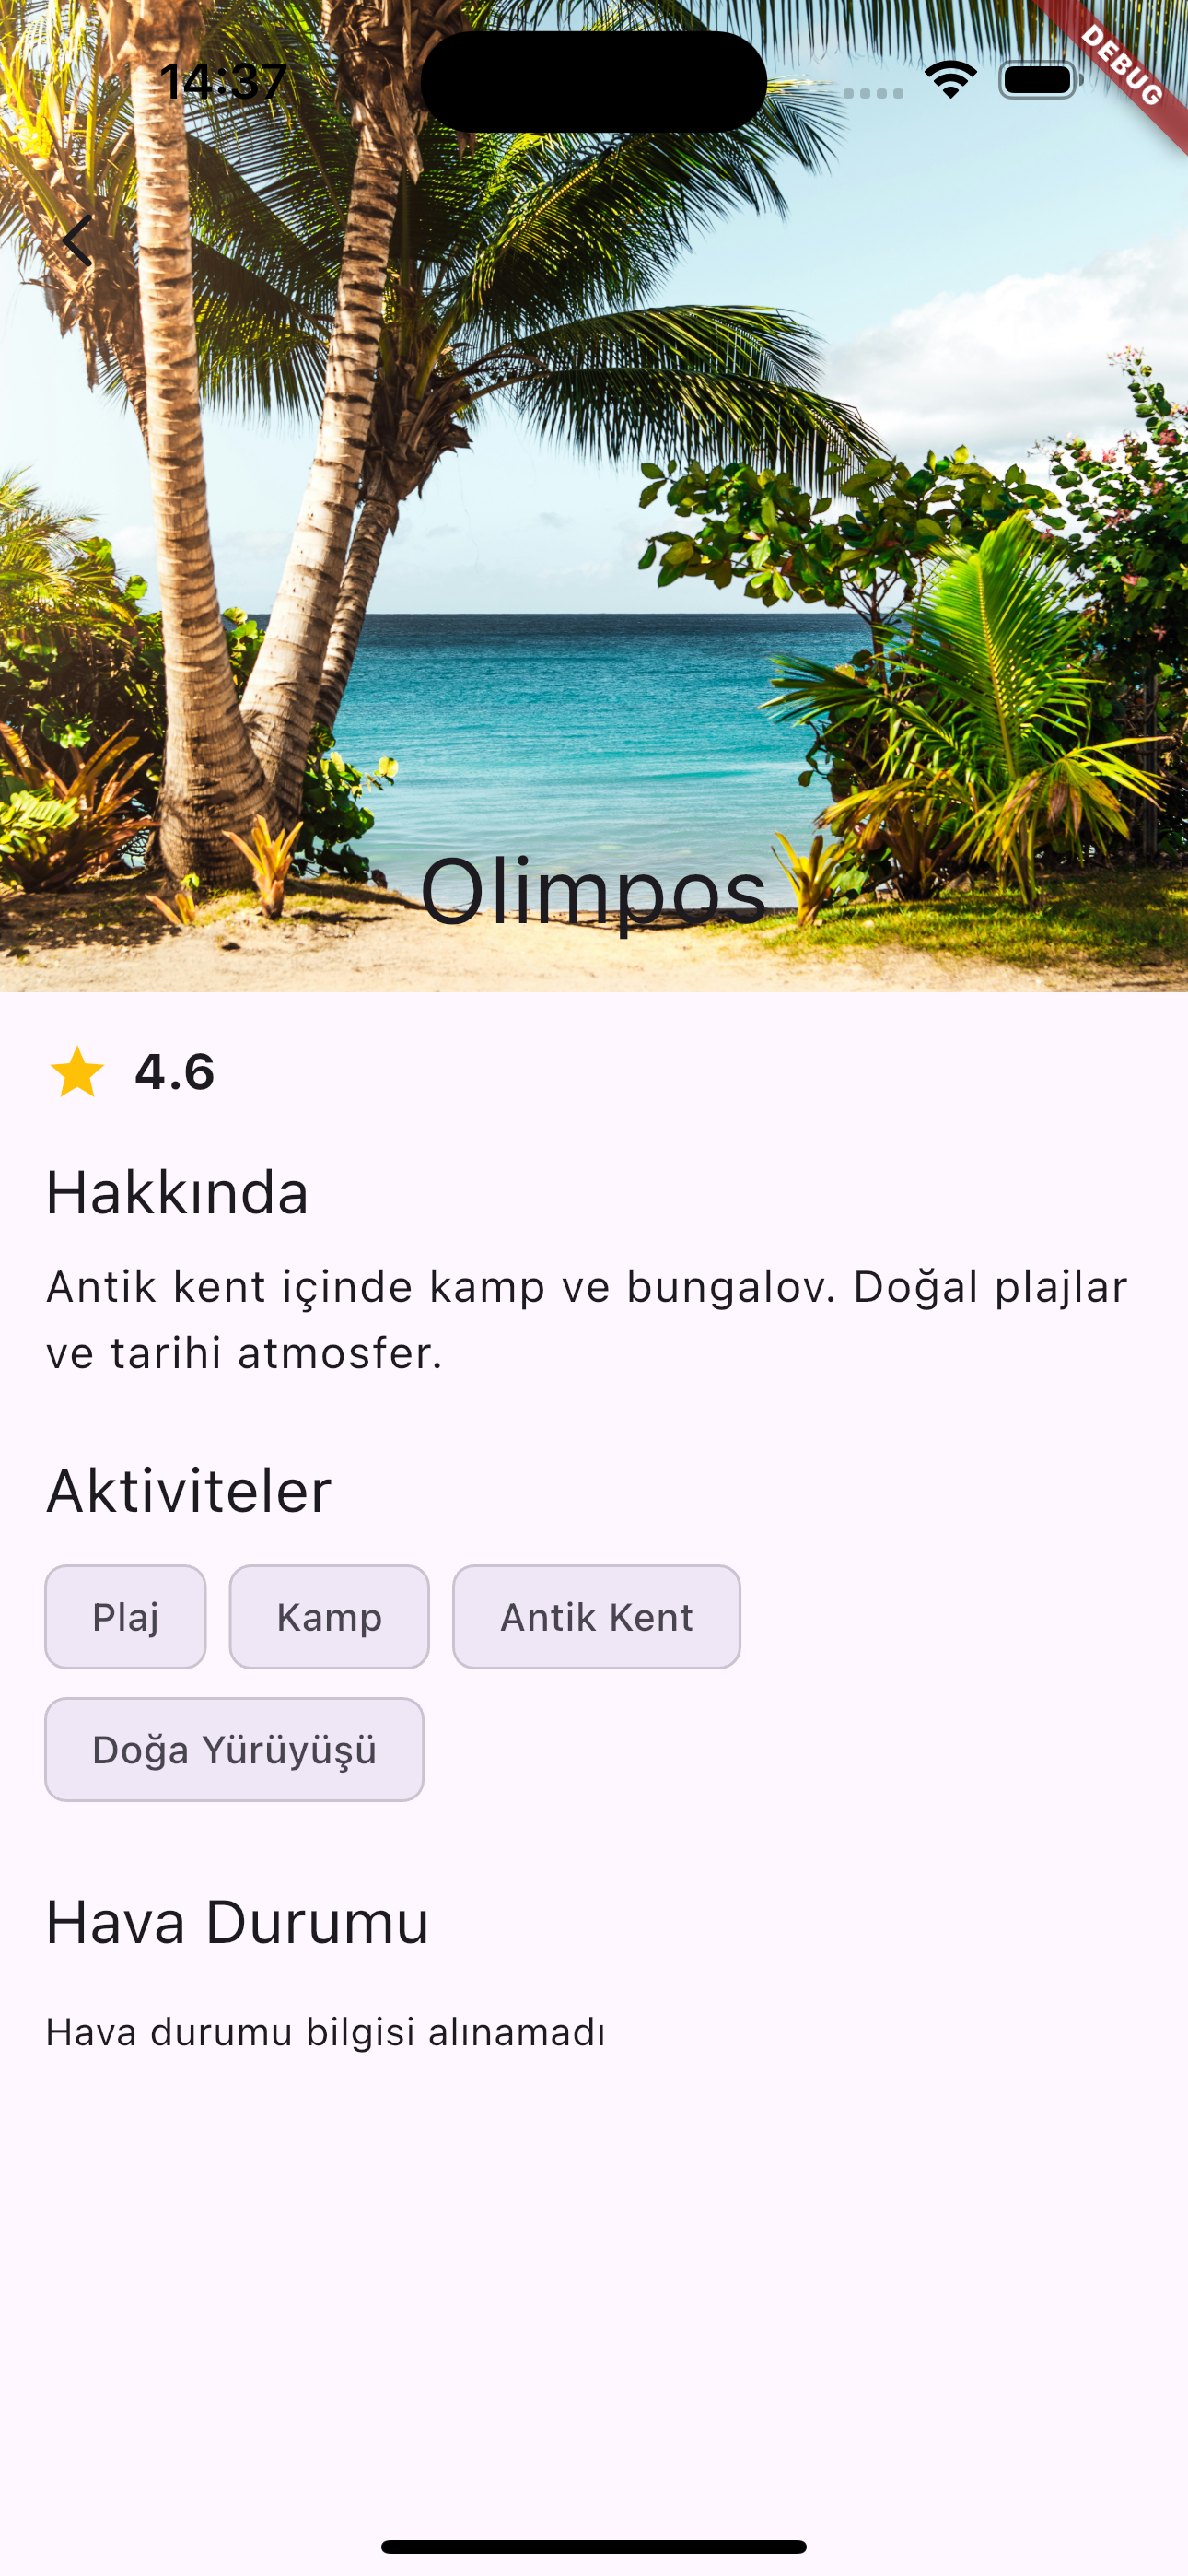 14:37
DEBUG
Olimpos
4.6
Hakkında
Antik kent içinde kamp ve bungalov. Doğal plajlar
ve tarihi atmosfer.
Aktiviteler
Plaj Kamp Antik Kent
Doğa Yürüyüşü
Hava Durumu
Hava durumu bilgisi alınamadı